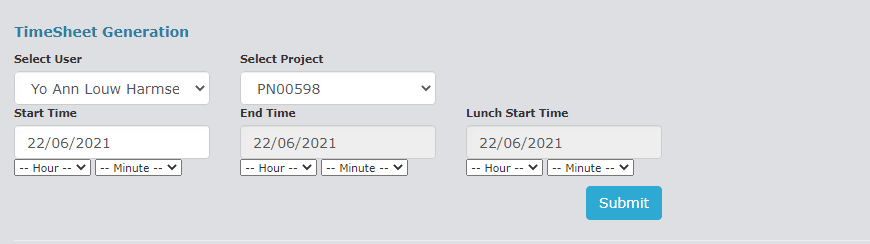 TimeSheet Generation
Select User Select Project
Yo Ann Louw Harmse PN00598
Start Time End Time Lunch Start Time
22/06/2021 22/06/2021 22/06/2021
-- Hour -- -- Minute -- -- Hour -- -- Minute -- -- Hour -- -- Minute --
Submit